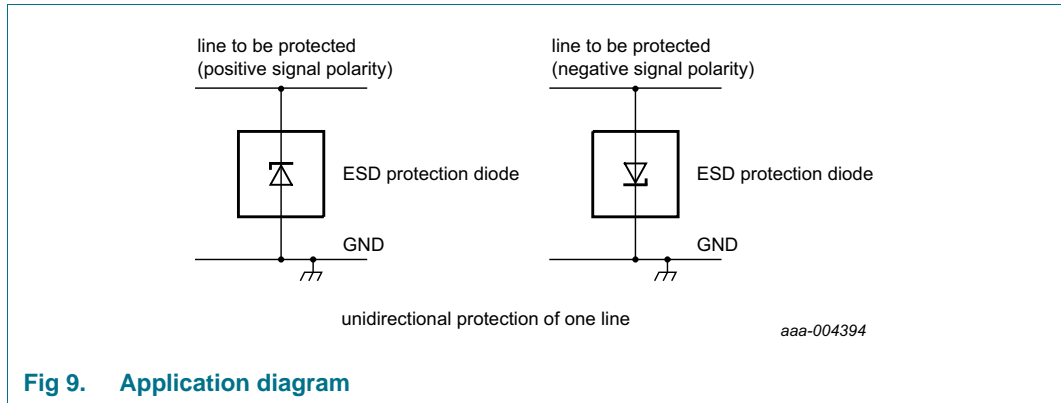 line to be protected
(positive signal polarity)
line to be protected
(negative signal polarity)
ESD protection diode
ESD protection diode
GND
GND
unidirectional protection of one line
aaa-004394
Fig 9. Application diagram